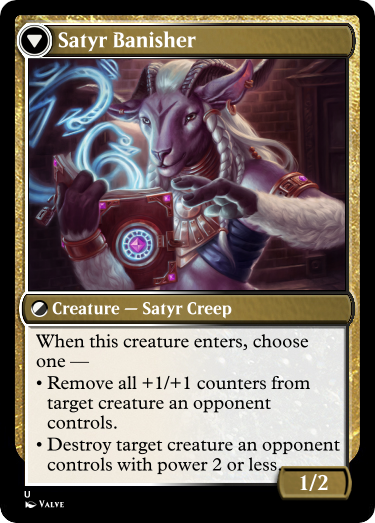 Satyr Banisher
Creature — Satyr Creep
When this creature enters, choose
one —
• Remove all +1/+1 counters from
target creature an opponent
controls.
• Destroy target creature an opponent
controls with power 2 or less.
1/2
U
Valve